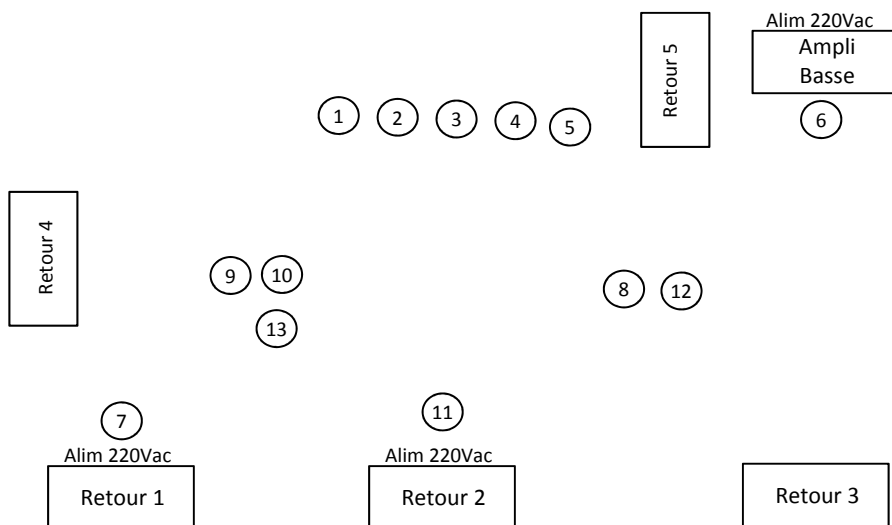 Alim 220Vac
Ampli
Basse
Retour 5
1
2
3
4
5
6
Retour 4
9
10
8
12
13
7
11
Alim 220Vac
Alim 220Vac
Retour 1
Retour 2
Retour 3